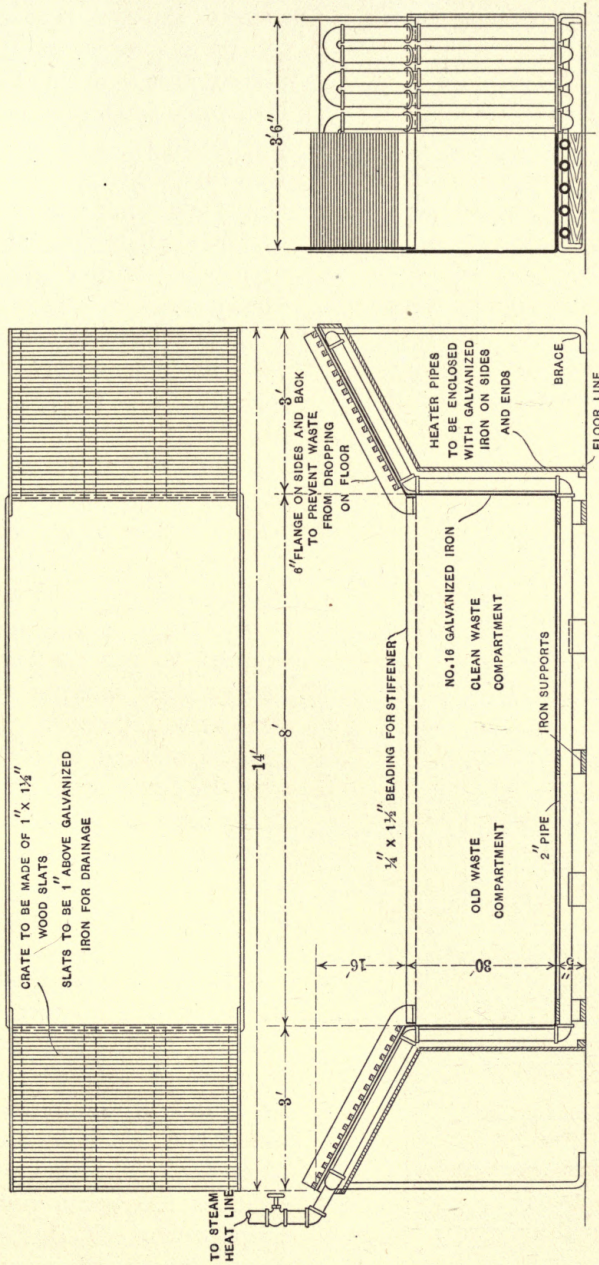 CRATE TO BE MADE OF 1" X 1½"
WOOD SLATS
SLATS TO BE 1" ABOVE GALVANIZED
IRON FOR DRAINAGE
14'
3'
8'
3'
3'6"
16'
30'
6" FLANGE ON SIDES AND BACK
TO PREVENT WASTE
FROM DROPPING
ON FLOOR
¼" X 1½" BEADING FOR STIFFENER
HEATER PIPES
TO BE ENCLOSED
WITH GALVANIZED
IRON ON SIDES
AND ENDS
NO.16 GALVANIZED IRON
CLEAN WASTE
COMPARTMENT
OLD WASTE
COMPARTMENT
2" PIPE
IRON SUPPORTS
BRACE
FLOOR LINE
TO STEAM
HEAT LINE